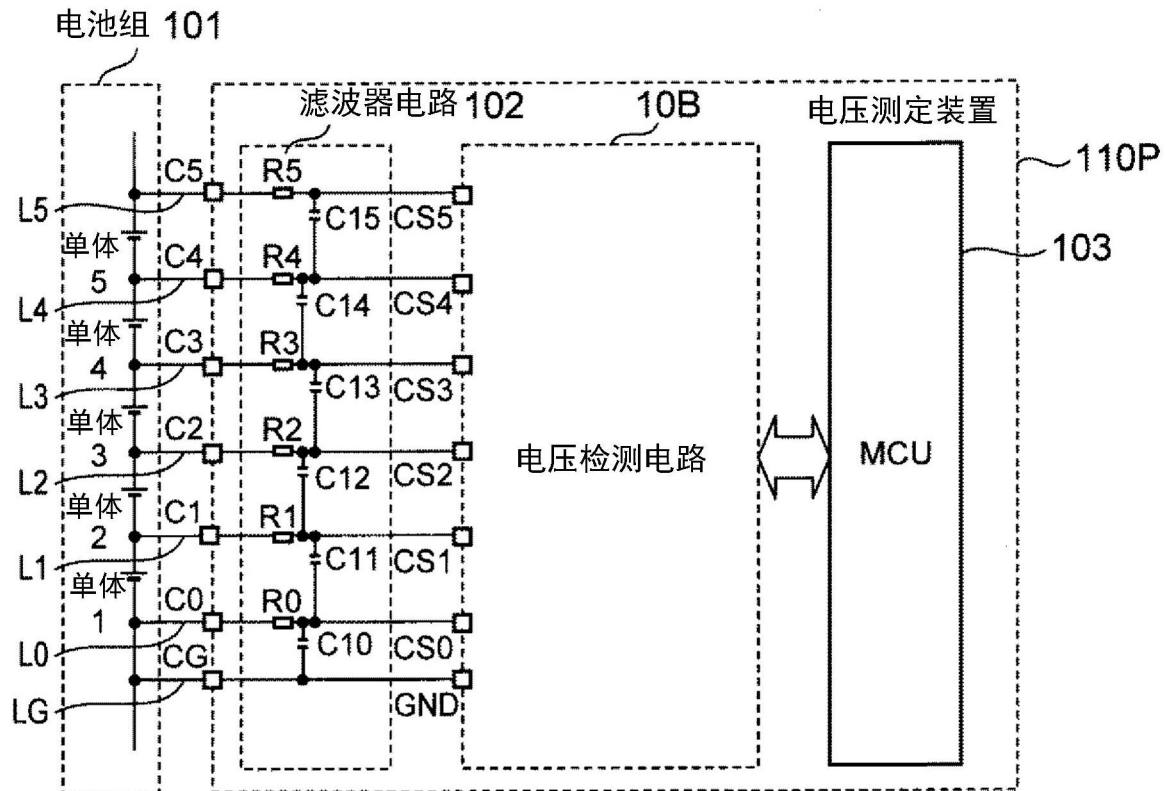 电池组 101
滤波器电路 102
10B
电压测定装置
110P
C5 R5
L5 C15 CS5
单体
5
C4 R4
103
L4 C14 CS4
单体
4
C3 R3
L3 C13 CS3
单体
3
C2 R2
电压检测电路
MCU
L2 C12 CS2
单体
2
C1 R1
L1 C11 CS1
单体
1
C0 R0
L0 C10 CS0
CG
LG GND